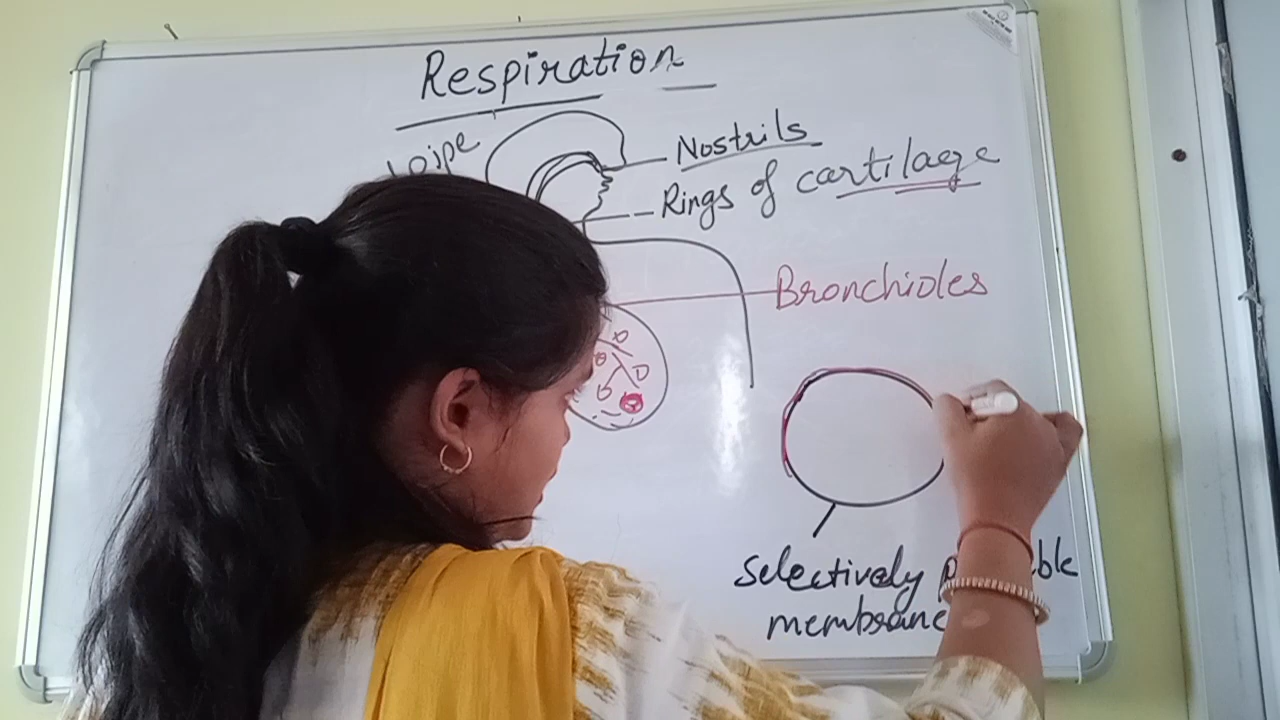 Respiration
Nostrils
Rings of cartilage
Bronchioles
Selectively
membrane